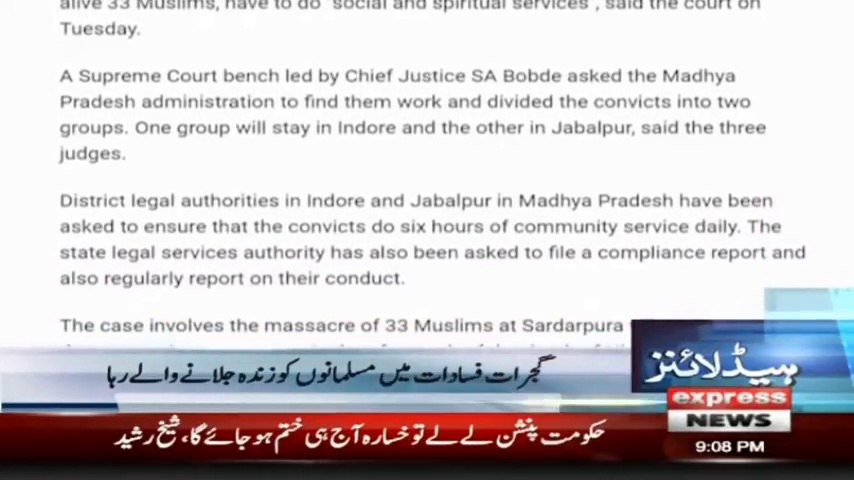 alive 33 Muslims, have to do "social and spiritual services", said the court on
Tuesday.
A Supreme Court bench led by Chief Justice SA Bobde asked the Madhya
Pradesh administration to find them work and divided the convicts into two
groups. One group will stay in Indore and the other in Jabalpur, said the three
judges.
District legal authorities in Indore and Jabalpur in Madhya Pradesh have been
asked to ensure that the convicts do six hours of community service daily. The
state legal services authority has also been asked to file a compliance report and
also regularly report on their conduct.
The case involves the massacre of 33 Muslims at Sardarpura
ہیڈلائنز
گجرات فسادات میں مسلمانوں کو زندہ جلانے والے رہا
express
NEWS
حکومت پنشن لے لے تو خسارہ آج ہی ختم ہو جائے گا، شیخ رشید
9:08 PM